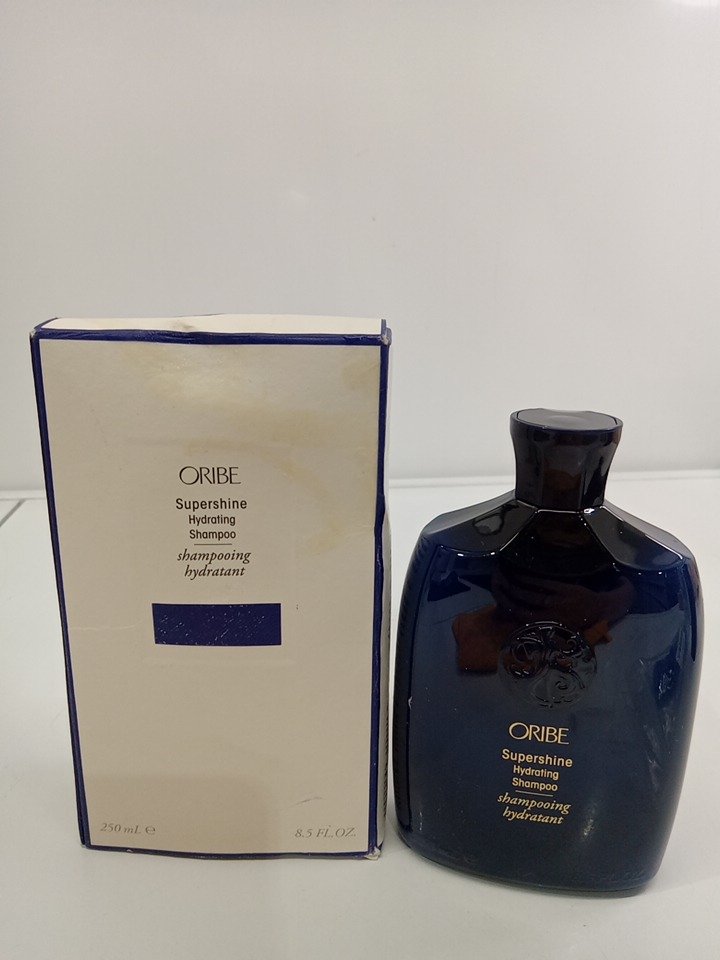 ORIBE
Supershine
Hydrating
Shampoo
shampooing
hydratant
250 mL ℮
8.5 FL.OZ.
ORIBE
Supershine
Hydrating
Shampoo
shampooing
hydratant